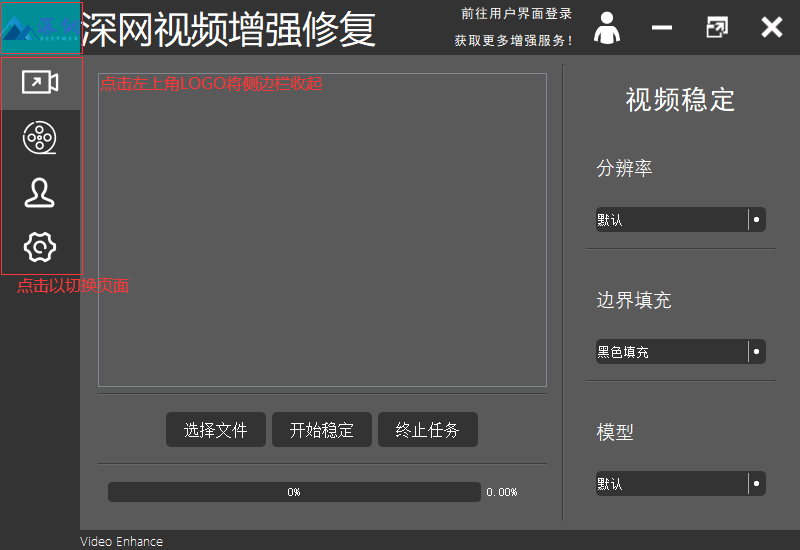 深网视频增强修复
前往用户界面登录
获取更多增强服务！
点击左上角LOGO将侧边栏收起
点击以切换页面
选择文件
开始稳定
终止任务
0%
0.00%
视频稳定
分辨率
默认
边界填充
黑色填充
模型
默认
Video Enhance